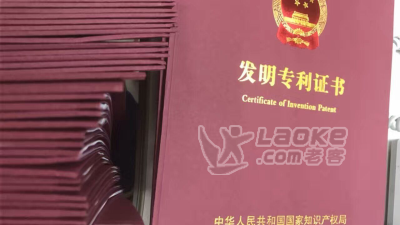 发明专利证书
Certificate of Invention Patent
LAOKE
.com老客
中华人民共和国国家知识产权局